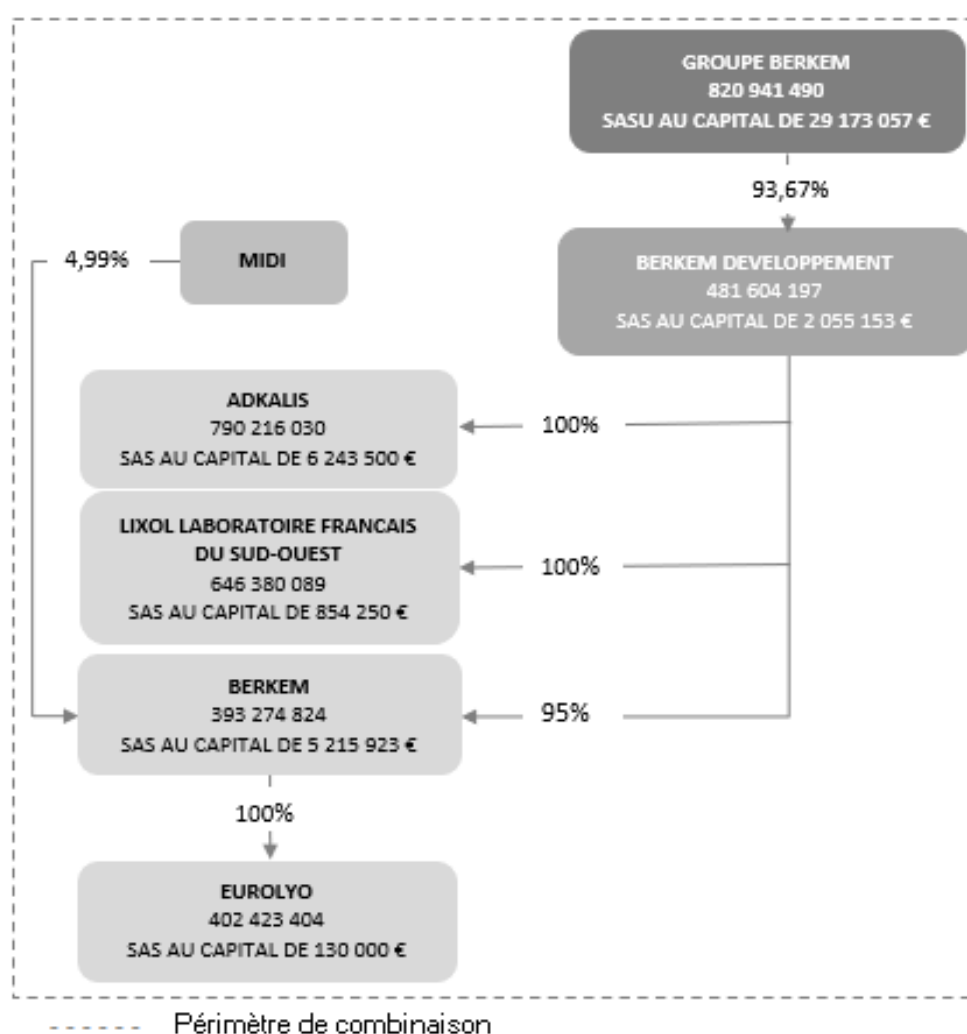 GROUPE BERKEM
820 941 490
SASU AU CAPITAL DE 29 173 057 €
93,67%
4,99%
MIDI
BERKEM DEVELOPPEMENT
481 604 197
SAS AU CAPITAL DE 2 055 153 €
ADKALIS
790 216 030
SAS AU CAPITAL DE 6 243 500 €
100%
LIXOL LABORATOIRE FRANCAIS
DU SUD-OUEST
646 380 089
SAS AU CAPITAL DE 854 250 €
100%
BERKEM
393 274 824
SAS AU CAPITAL DE 5 215 923 €
95%
100%
EUROLYO
402 423 404
SAS AU CAPITAL DE 130 000 €
Périmètre de combinaison